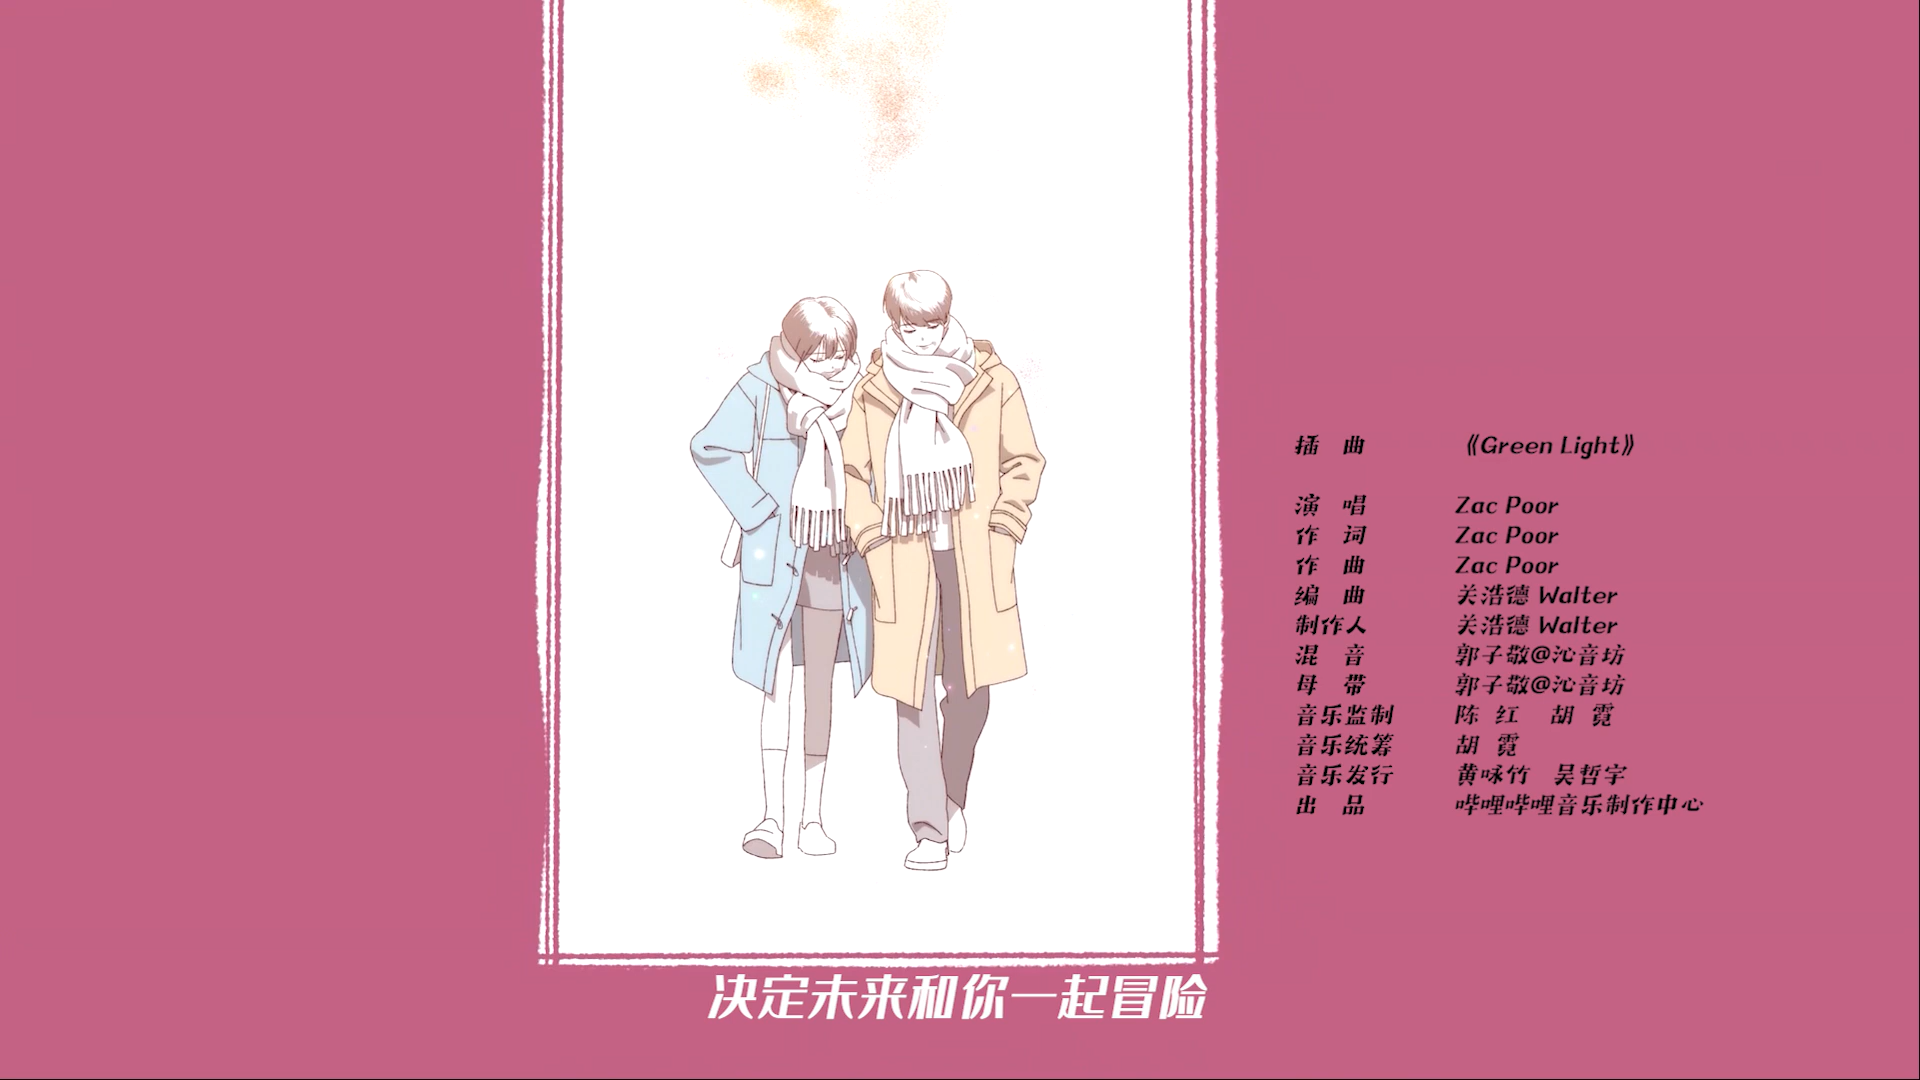 插 曲 《Green Light》
演 唱 Zac Poor
作 词 Zac Poor
作 曲 Zac Poor
编 曲 关浩德 Walter
制作人 关浩德 Walter
混 音 郭子敬@沁音坊
母 带 郭子敬@沁音坊
音乐监制 陈 红 胡 霓
音乐统筹 胡 霓
音乐发行 黄咏竹 吴哲宇
出 品 哔哩哔哩音乐制作中心
决定未来和你一起冒险